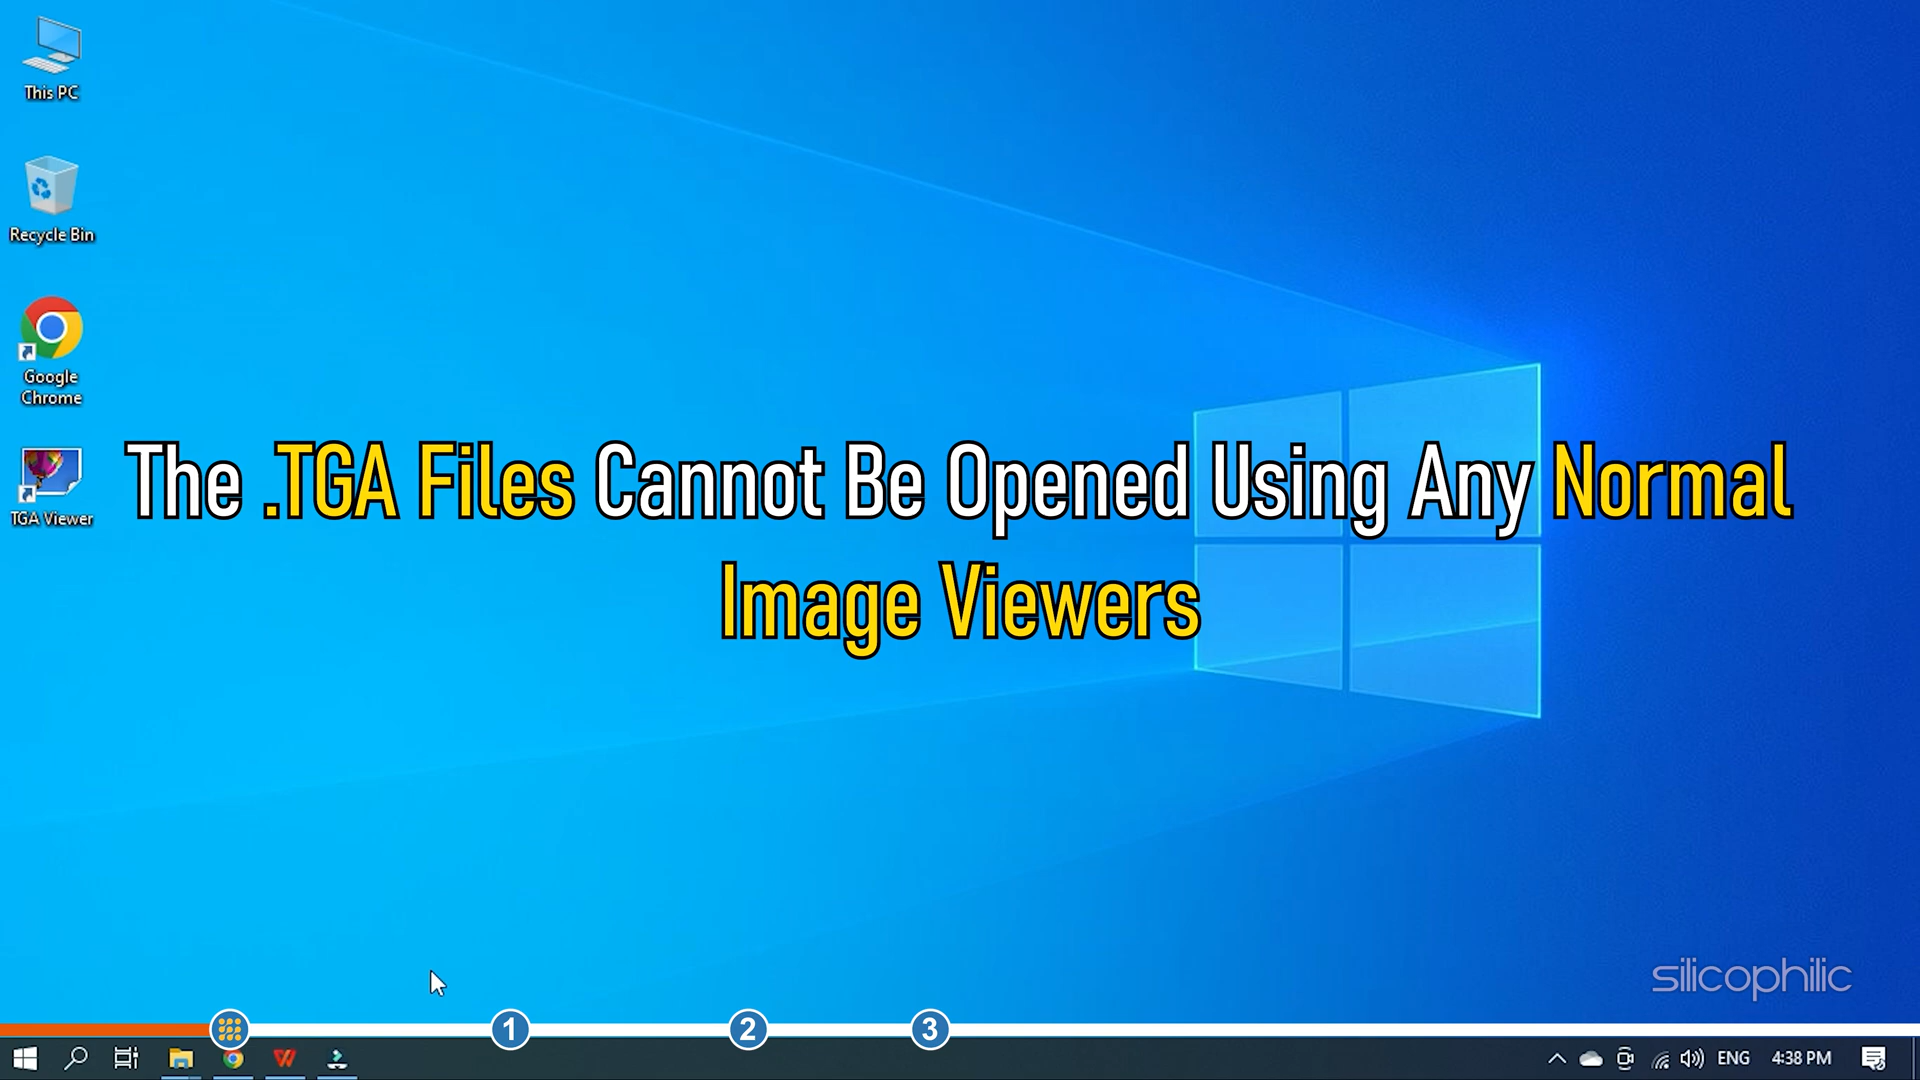 This PC
Recycle Bin
Google
Chrome
TGA Viewer
The .TGA Files Cannot Be Opened Using Any Normal
Image Viewers
silicophilic
1
2
3
W
ENG
4:38 PM